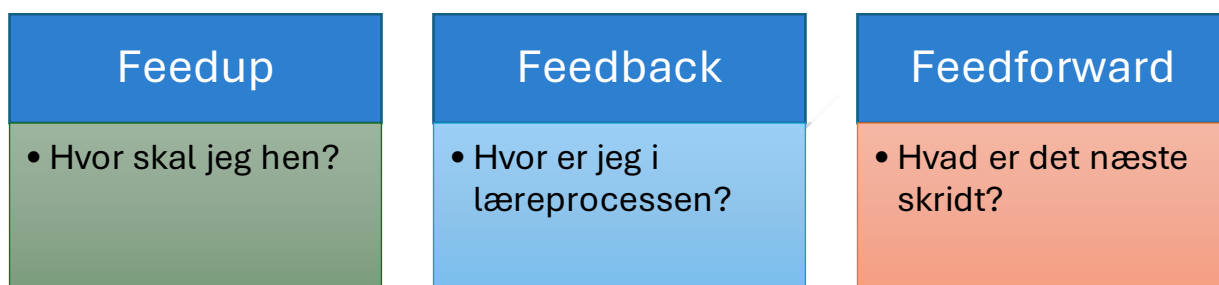 Feedup
• Hvor skal jeg hen?
Feedback
• Hvor er jeg i
læreprocessen?
Feedforward
• Hvad er det næste
skridt?